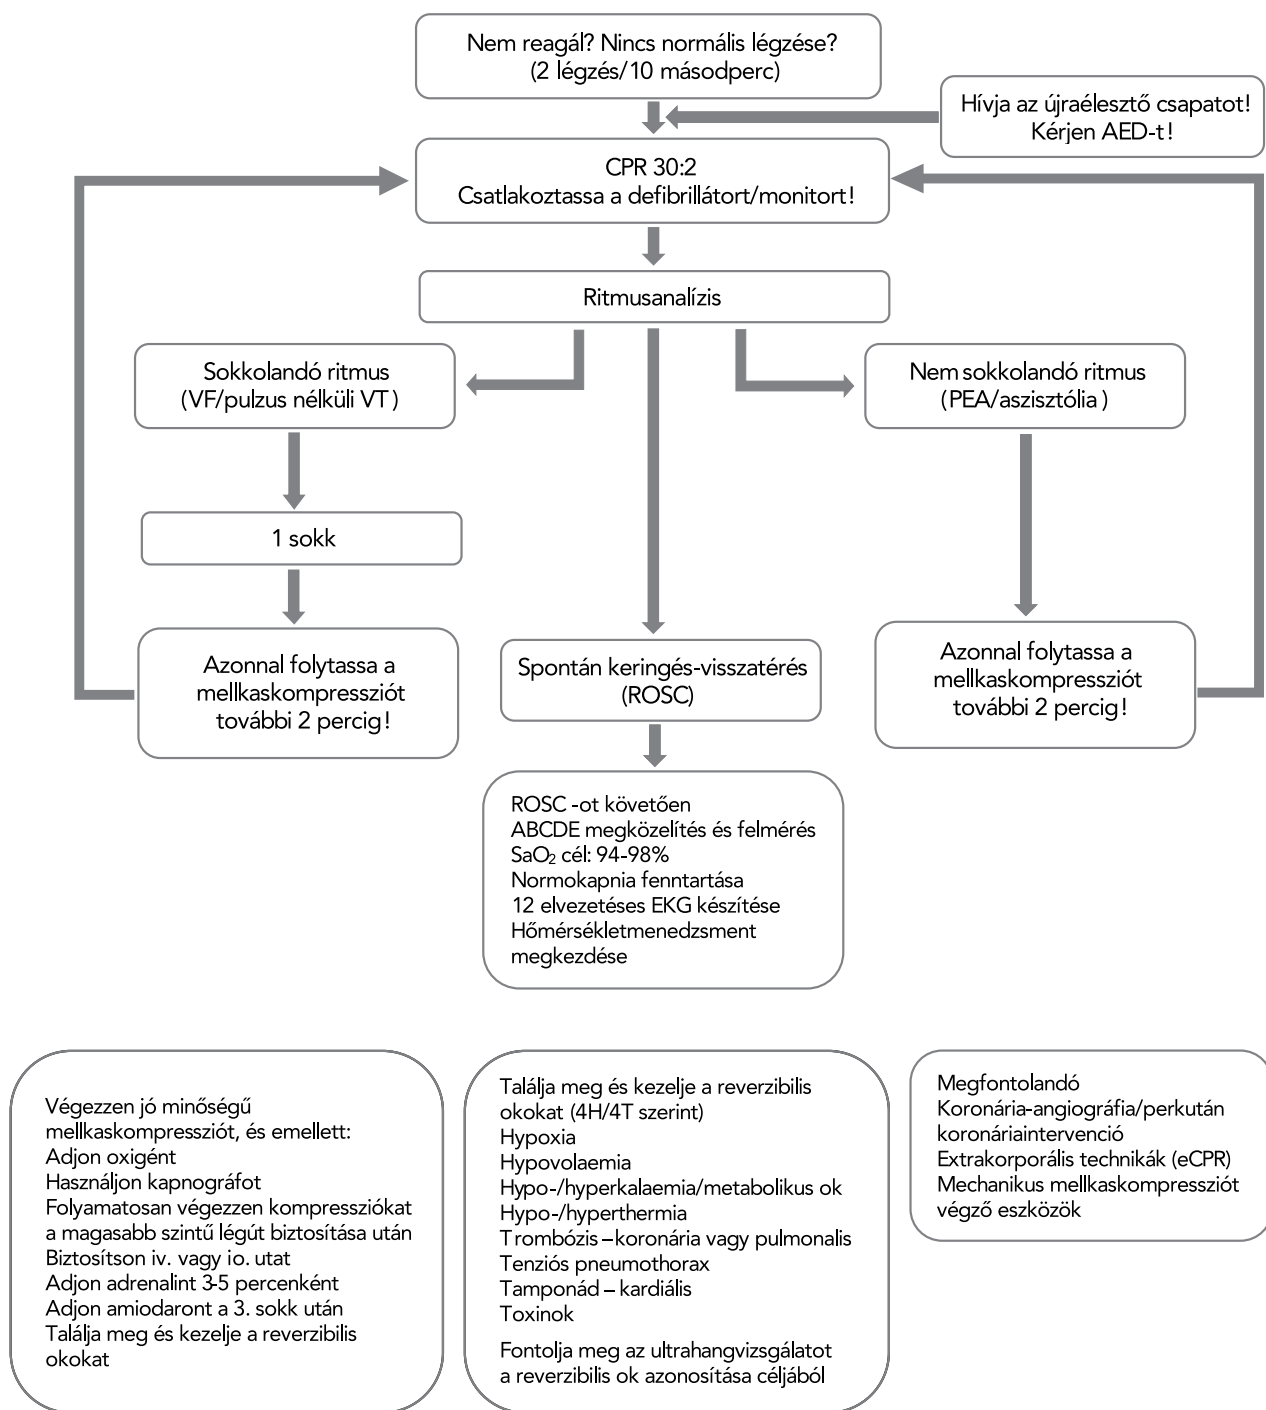 Nem reagál? Nincs normális légzése?
(2 légzés/10 másodperc)
Hívja az újraélesztő csapatot!
Kérjen AED-t!
CPR 30:2
Csatlakoztassa a defibrillátort/monitort!
Ritmusanalízis
Sokkolandó ritmus
(VF/pulzus nélküli VT)
Nem sokkolandó ritmus
(PEA/aszisztólia)
1 sokk
Azonnal folytassa a
mellkaskompressziót
további 2 percig!
Spontán keringés-visszatérés
(ROSC)
Azonnal folytassa a
mellkaskompressziót
további 2 percig!
ROSC -ot követően
ABCDE megközelítés és felmérés
SaO₂ cél: 94-98%
Normokapnia fenntartása
12 elvezetéses EKG készítése
Hőmérsékletmenedzsment
megkezdése
Végezzen jó minőségű
mellkaskompressziót, és emellett:
Adjon oxigént
Használjon kapnográfot
Folyamatosan végezzen kompressziókat
a magasabb szintű légút biztosítása után
Biztosítson iv. vagy io. utat
Adjon adrenalint 3-5 percenként
Adjon amiodaront a 3. sokk után
Találja meg és kezelje a reverzibilis
okokat
Találja meg és kezelje a reverzibilis
okokat (4H/4T szerint)
Hypoxia
Hypovolaemia
Hypo-/hyperkalaemia/metabolikus ok
Hypo-/hyperthermia
Trombózis – koronária vagy pulmonalis
Tenziós pneumothorax
Tamponád – kardiális
Toxinok
Fontolja meg az ultrahangvizsgálatot
a reverzibilis ok azonosítása céljából
Megfontolandó
Koronária-angiográfia/perkután
koronáriaintervenció
Extrakorporális technikák (eCPR)
Mechanikus mellkaskompressziót
végző eszközök